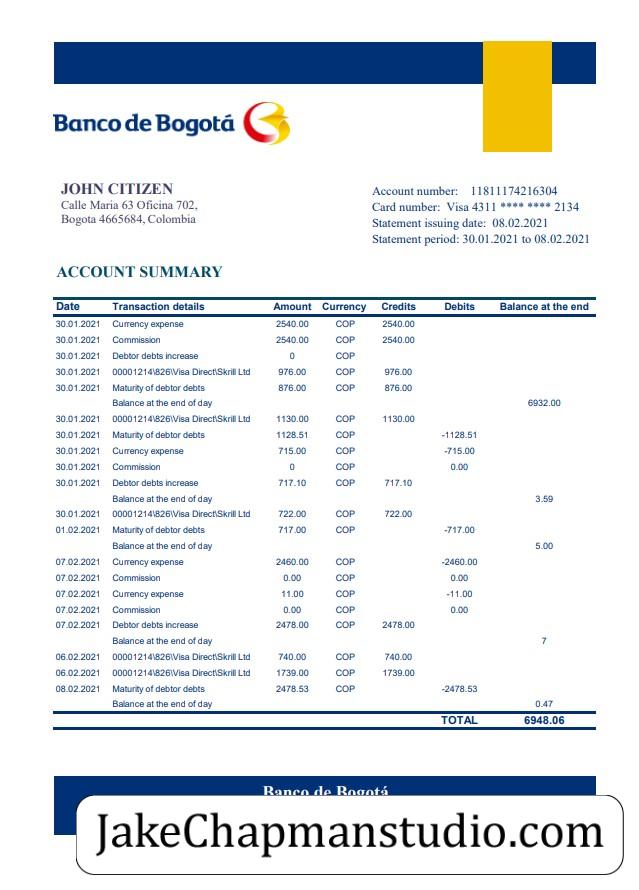 Banco de Bogotá
JOHN CITIZEN
Calle Maria 63 Oficina 702,
Bogota 4665684, Colombia
Account number: 11811174216304
Card number: Visa 4311 **** **** 2134
Statement issuing date: 08.02.2021
Statement period: 30.01.2021 to 08.02.2021
ACCOUNT SUMMARY
Date Transaction details Amount Currency Credits Debits Balance at the end
30.01.2021 Currency expense 2540.00 COP 2540.00
30.01.2021 Commission 2540.00 COP 2540.00
30.01.2021 Debtor debts increase 0 COP
30.01.2021 00001214\826\Visa Direct\Skrill Ltd 976.00 COP 976.00
30.01.2021 Maturity of debtor debts 876.00 COP 876.00
Balance at the end of day 6932.00
30.01.2021 00001214\826\Visa Direct\Skrill Ltd 1130.00 COP 1130.00
30.01.2021 Maturity of debtor debts 1128.51 COP -1128.51
30.01.2021 Currency expense 715.00 COP -715.00
30.01.2021 Commission 0 COP 0.00
30.01.2021 Debtor debts increase 717.10 COP 717.10
Balance at the end of day 3.59
30.01.2021 00001214\826\Visa Direct\Skrill Ltd 722.00 COP 722.00
01.02.2021 Maturity of debtor debts 717.00 COP -717.00
Balance at the end of day 5.00
07.02.2021 Currency expense 2460.00 COP -2460.00
07.02.2021 Commission 0.00 COP 0.00
07.02.2021 Currency expense 11.00 COP -11.00
07.02.2021 Commission 0.00 COP 0.00
07.02.2021 Debtor debts increase 2478.00 COP 2478.00
Balance at the end of day 7
06.02.2021 00001214\826\Visa Direct\Skrill Ltd 740.00 COP 740.00
06.02.2021 00001214\826\Visa Direct\Skrill Ltd 1739.00 COP 1739.00
08.02.2021 Maturity of debtor debts 2478.53 COP -2478.53
Balance at the end of day 0.47
TOTAL 6948.06
Banco de Bogotá
JakeChapmanstudio.com